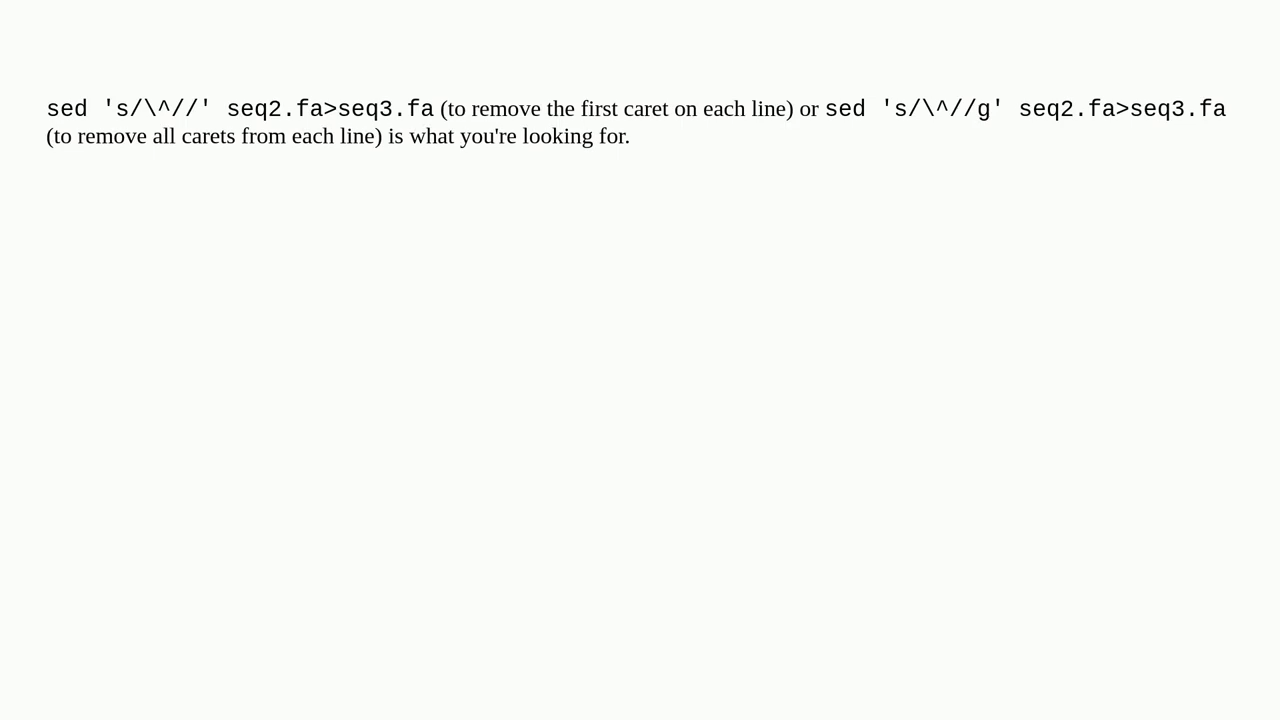 sed 's/\^//' seq2.fa>seq3.fa (to remove the first caret on each line) or sed 's/\^//g' seq2.fa>seq3.fa
(to remove all carets from each line) is what you're looking for.